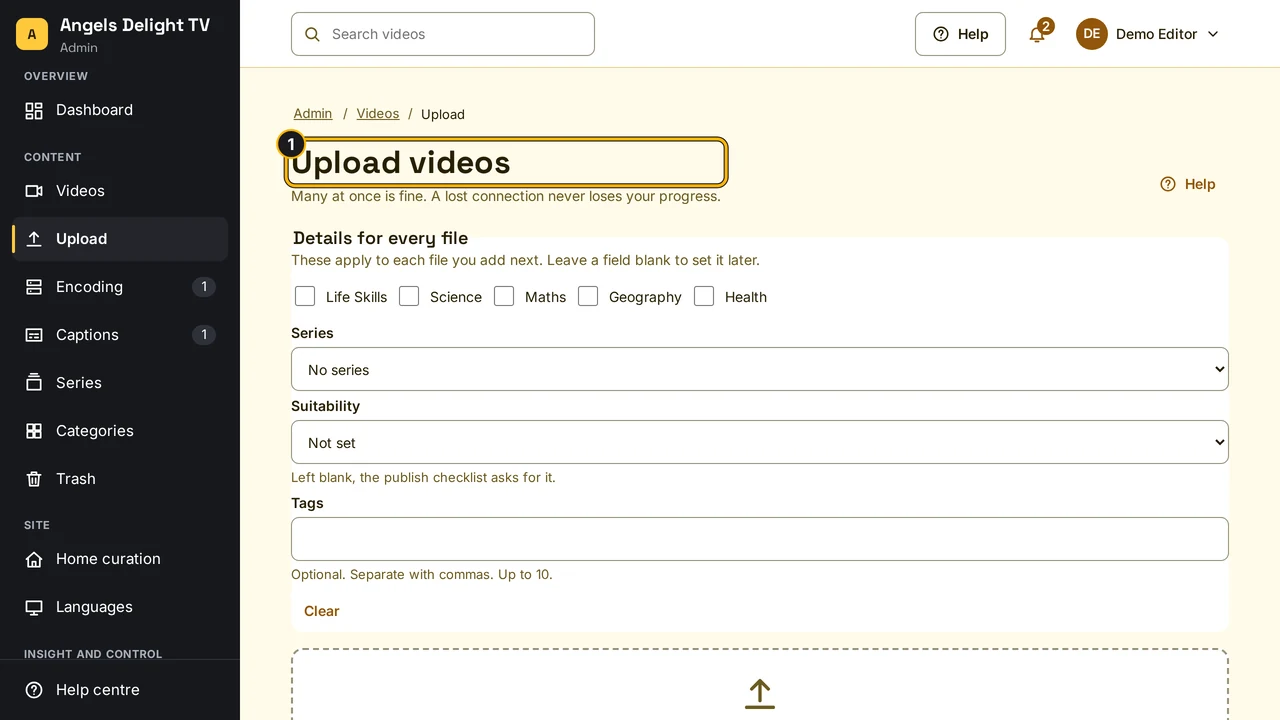 A
Angels Delight TV
Admin
OVERVIEW
Dashboard
CONTENT
Videos
Upload
Encoding 1
Captions 1
Series
Categories
Trash
SITE
Home curation
Languages
INSIGHT AND CONTROL
Help centre
Search videos
Help
2
DE Demo Editor
Admin / Videos / Upload
1
Upload videos
Many at once is fine. A lost connection never loses your progress.
Help
Details for every file
These apply to each file you add next. Leave a field blank to set it later.
Life Skills Science Maths Geography Health
Series
No series
Suitability
Not set
Left blank, the publish checklist asks for it.
Tags
Optional. Separate with commas. Up to 10.
Clear